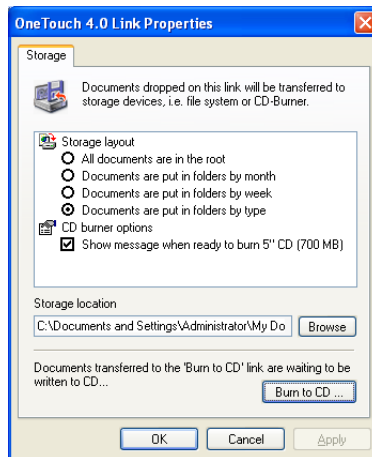 OneTouch 4.0 Link Properties
Storage
Documents dropped on this link will be transferred to
storage devices, i.e. file system or CD-Burner.
Storage layout
All documents are in the root
Documents are put in folders by month
Documents are put in folders by week
Documents are put in folders by type
CD burner options
Show message when ready to burn 5" CD (700 MB)
Storage location
C:\Documents and Settings\Administrator\My Do
Browse
Documents transferred to the 'Burn to CD' link are waiting to be
written to CD...
Burn to CD ...
OK
Cancel
Apply